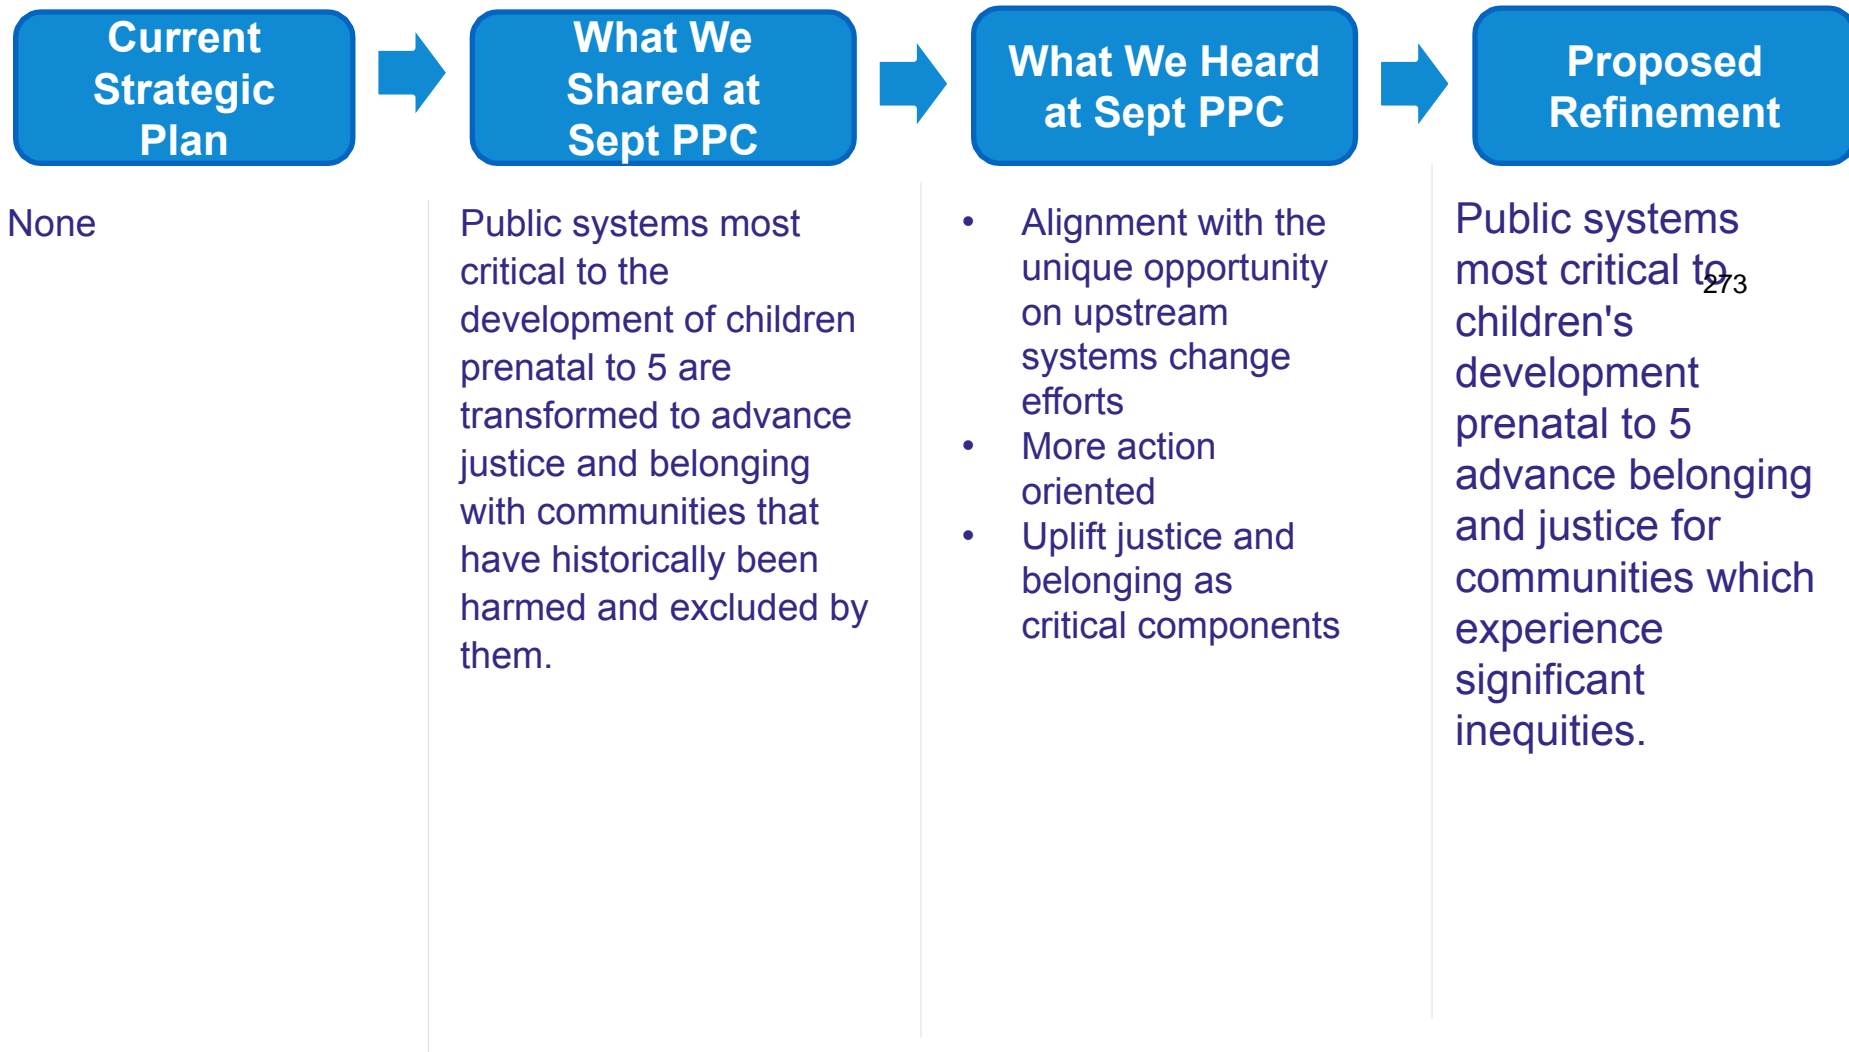 Current
Strategic
Plan
What We
Shared at
Sept PPC
What We Heard
at Sept PPC
Proposed
Refinement
None
Public systems most
critical to the
development of children
prenatal to 5 are
transformed to advance
justice and belonging
with communities that
have historically been
harmed and excluded by
them.
• Alignment with the
unique opportunity
on upstream
systems change
efforts
• More action
oriented
• Uplift justice and
belonging as
critical components
Public systems
most critical to
273
children's
development
prenatal to 5
advance belonging
and justice for
communities which
experience
significant
inequities.